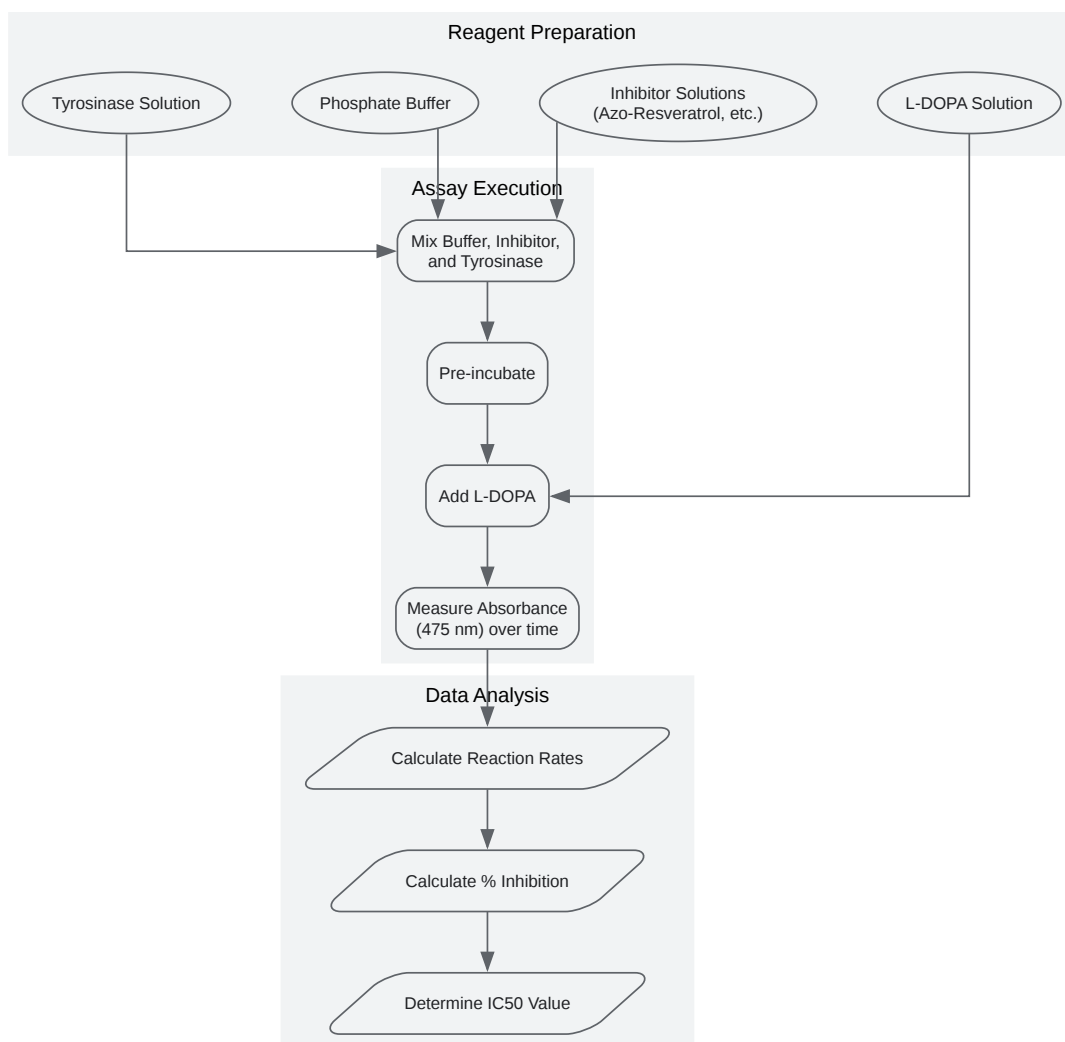 Reagent Preparation
Tyrosinase Solution
Phosphate Buffer
Inhibitor Solutions
(Azo-Resveratrol, etc.)
L-DOPA Solution
Assay Execution
Mix Buffer, Inhibitor,
and Tyrosinase
Pre-incubate
Add L-DOPA
Measure Absorbance
(475 nm) over time
Data Analysis
Calculate Reaction Rates
Calculate % Inhibition
Determine IC50 Value